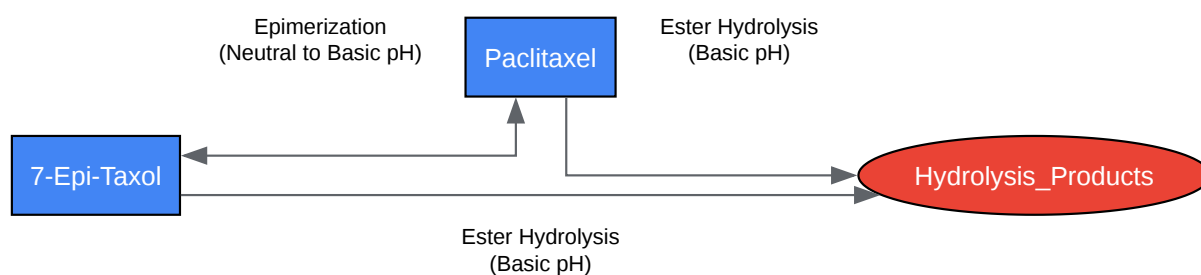 Epimerization
(Neutral to Basic pH)
Paclitaxel
Ester Hydrolysis
(Basic pH)
7-Epi-Taxol
Hydrolysis_Products
Ester Hydrolysis
(Basic pH)